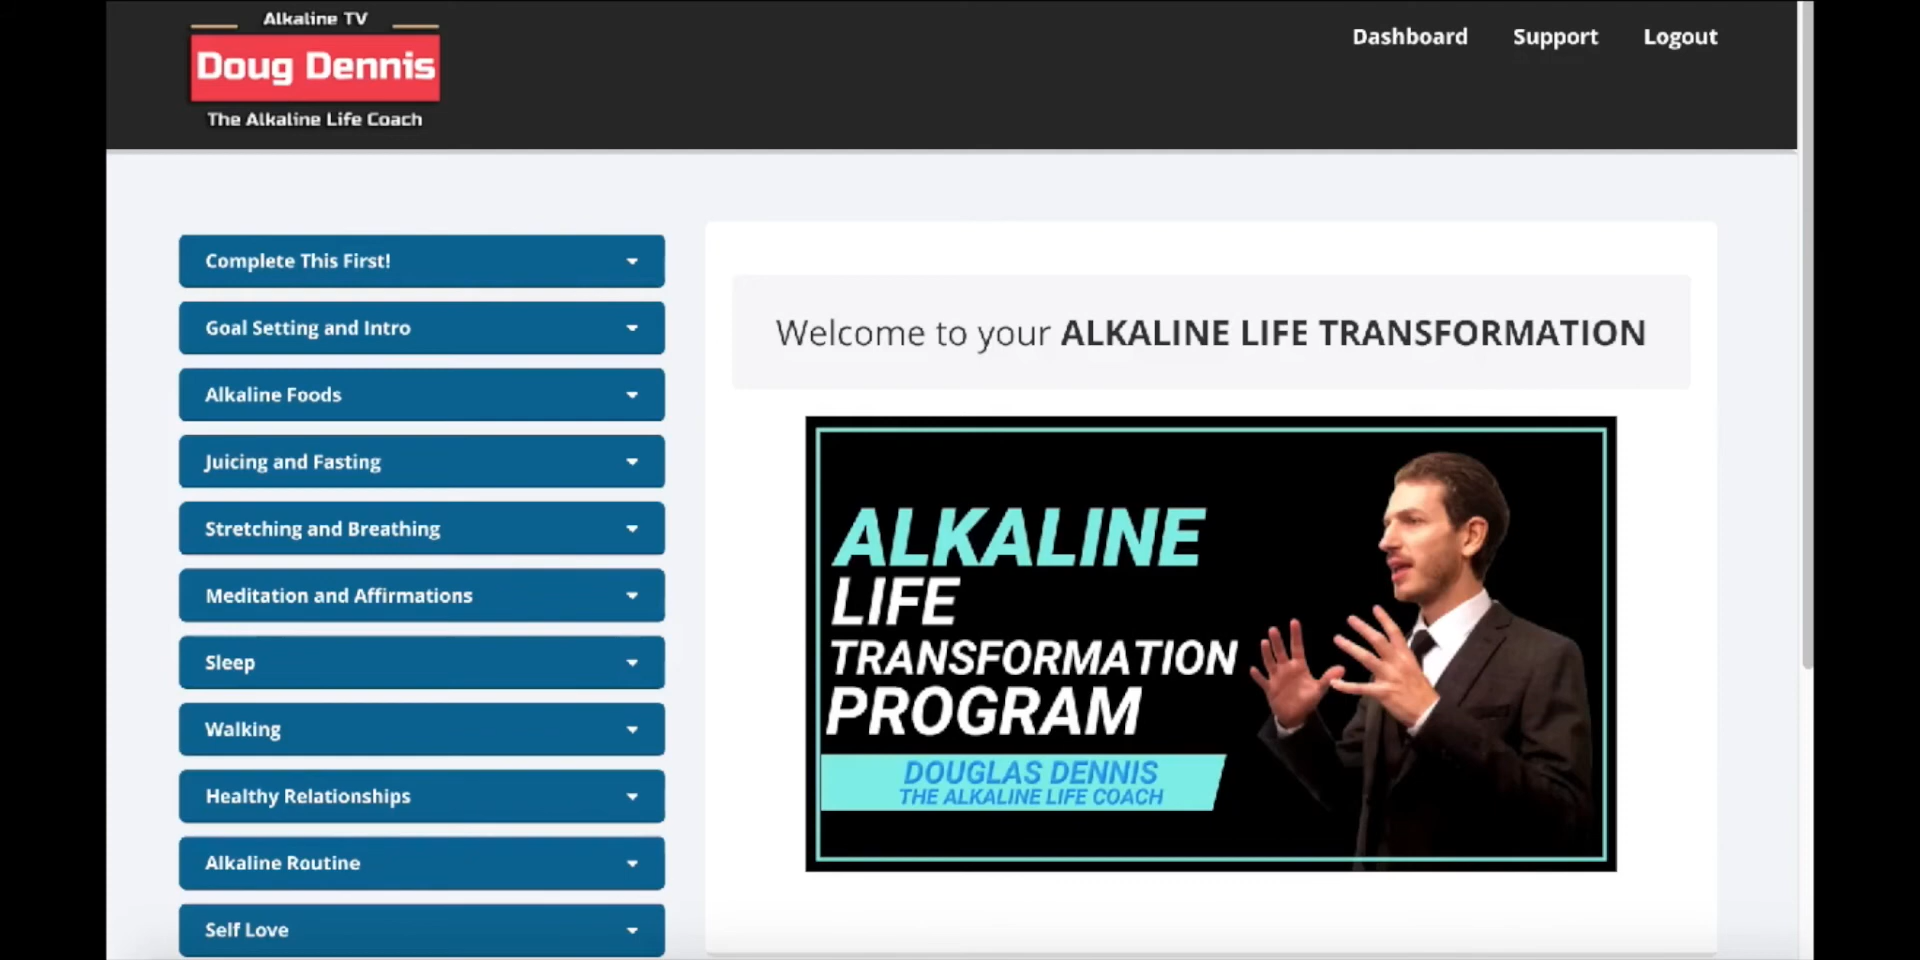 Alkaline TV
Doug Dennis
The Alkaline Life Coach
Dashboard Support Logout
Complete This First!
Goal Setting and Intro
Alkaline Foods
Juicing and Fasting
Stretching and Breathing
Meditation and Affirmations
Sleep
Walking
Healthy Relationships
Alkaline Routine
Self Love
Welcome to your ALKALINE LIFE TRANSFORMATION
ALKALINE
LIFE
TRANSFORMATION
PROGRAM
DOUGLAS DENNIS
THE ALKALINE LIFE COACH